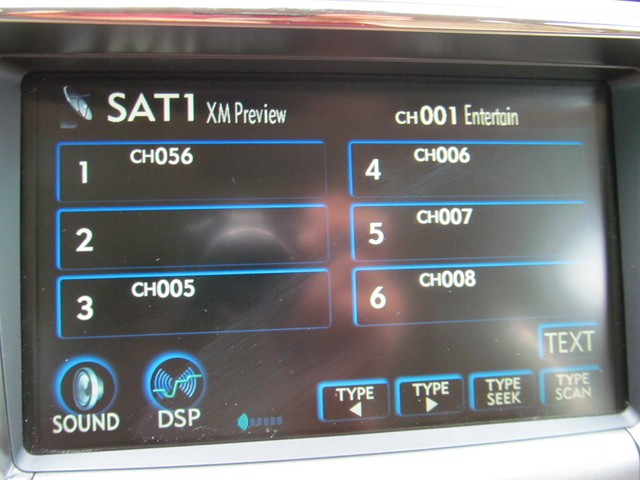 SAT1 XM Preview CH001 Entertain
1 CH056
4 CH006
2
5 CH007
3 CH005
6 CH008
TEXT
SOUND
DSP
TYPE
TYPE
TYPE SEEK
TYPE SCAN